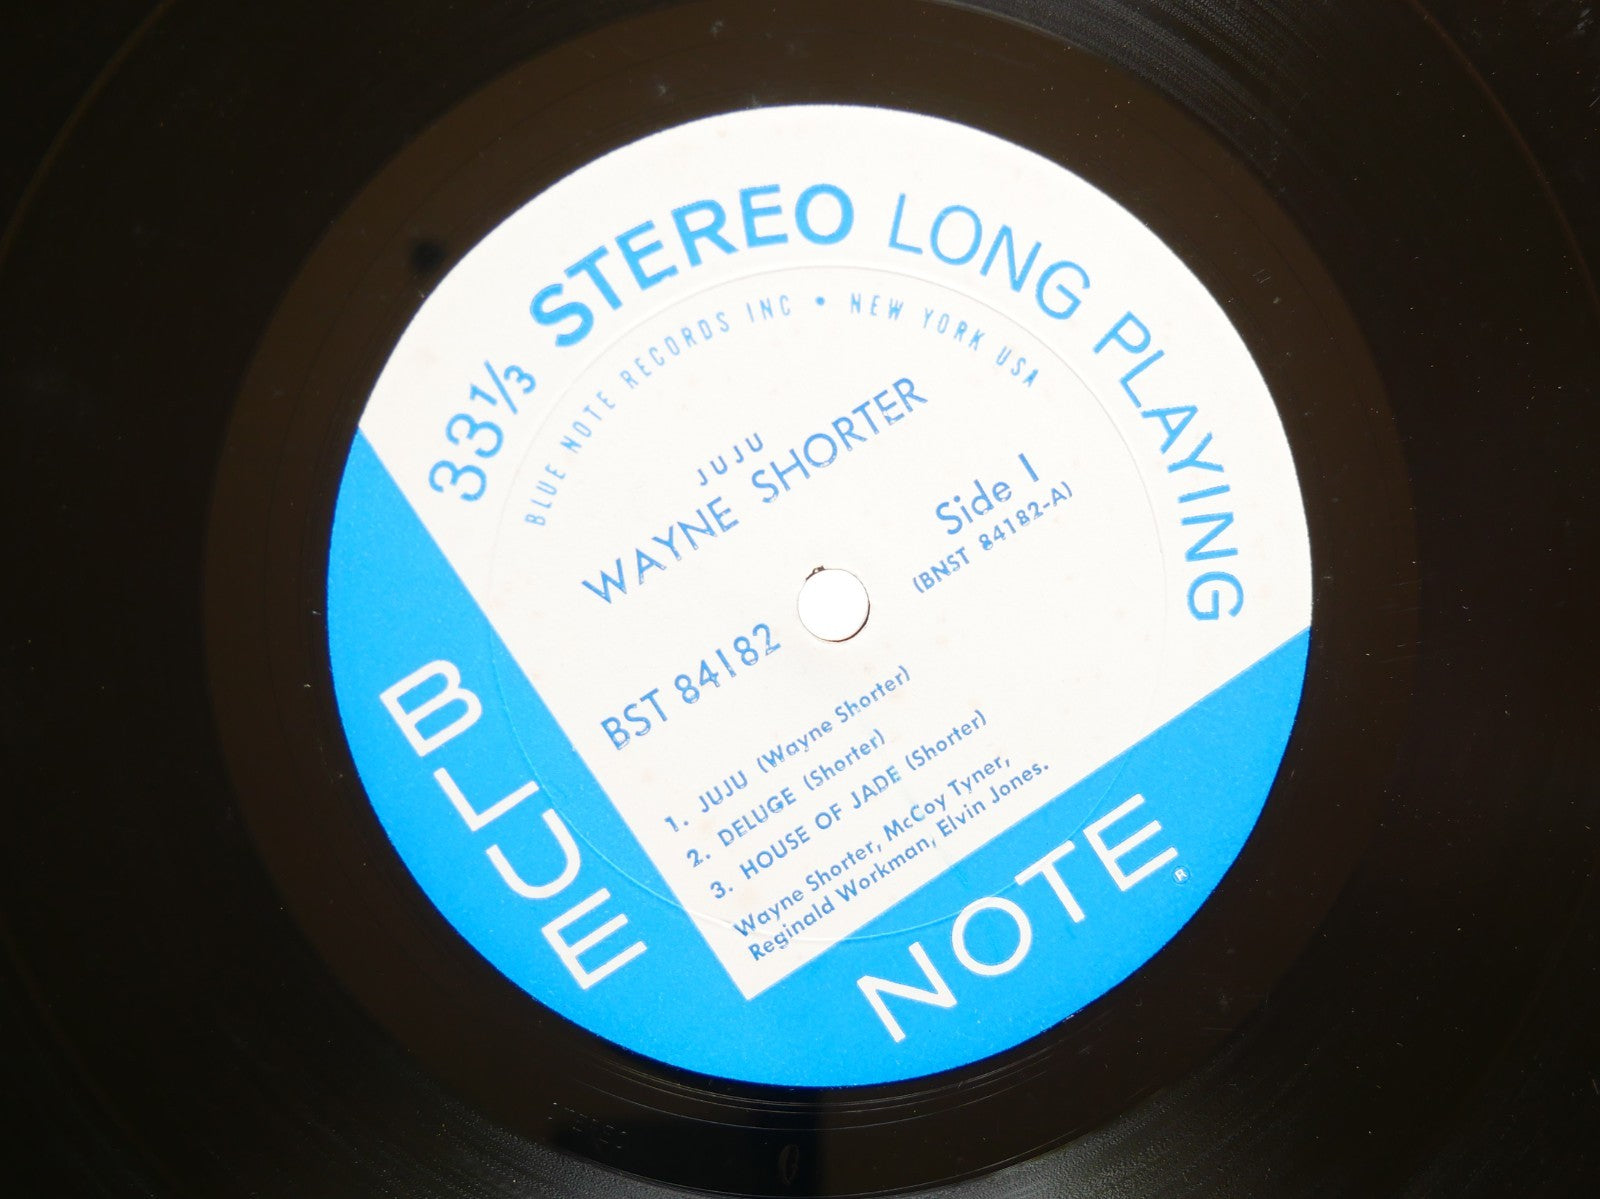 33⅓ STEREO LONG PLAYING
BLUE NOTE RECORDS INC • NEW YORK USA
JUJU
WAYNE SHORTER
Side 1
(BNST 84182-A)
BST 84182
1. JUJU (Wayne Shorter)
2. DELUGE (Shorter)
3. HOUSE OF JADE (Shorter)
Wayne Shorter, McCoy Tyner,
Reginald Workman, Elvin Jones.
BLUE
NOTE®